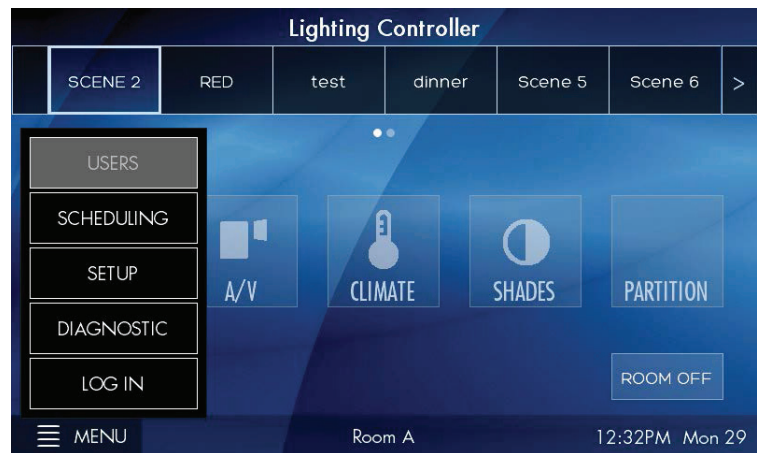 Lighting Controller
SCENE 2 RED test dinner Scene 5 Scene 6 >
USERS
SCHEDULING
SETUP
DIAGNOSTIC
LOG IN
A/V CLIMATE SHADES PARTITION
ROOM OFF
MENU Room A 12:32PM Mon 29